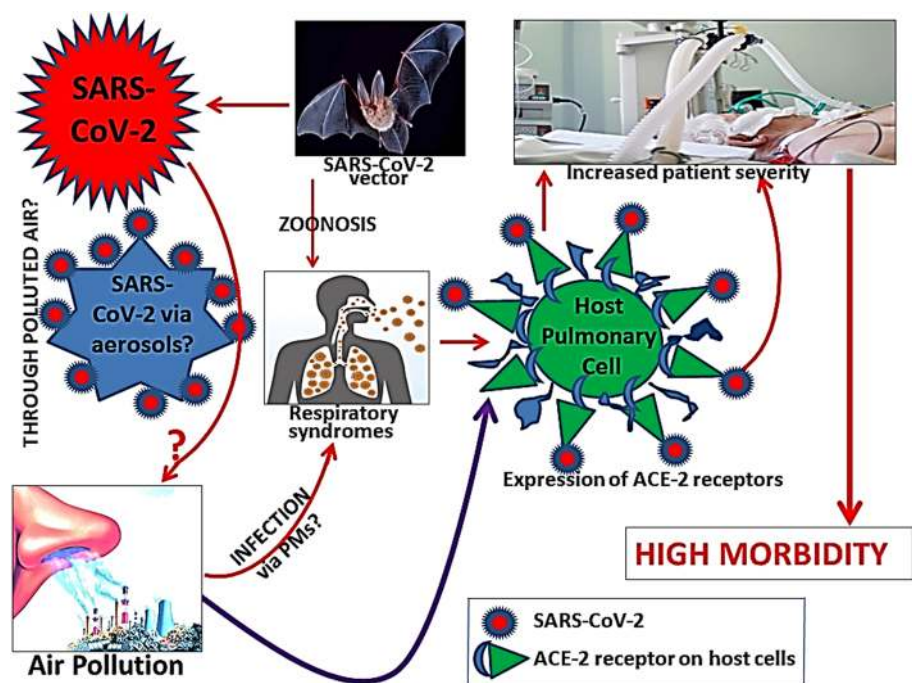 SARS-
CoV-2
SARS-CoV-2
vector
Increased patient severity
THROUGH POLLUTED AIR?
ZOONOSIS
SARS-
CoV-2 via
aerosols?
Host
Pulmonary
Cell
Respiratory
syndromes
?
Expression of ACE-2 receptors
INFECTION
via PMs?
HIGH MORBIDITY
Air Pollution
SARS-CoV-2
ACE-2 receptor on host cells